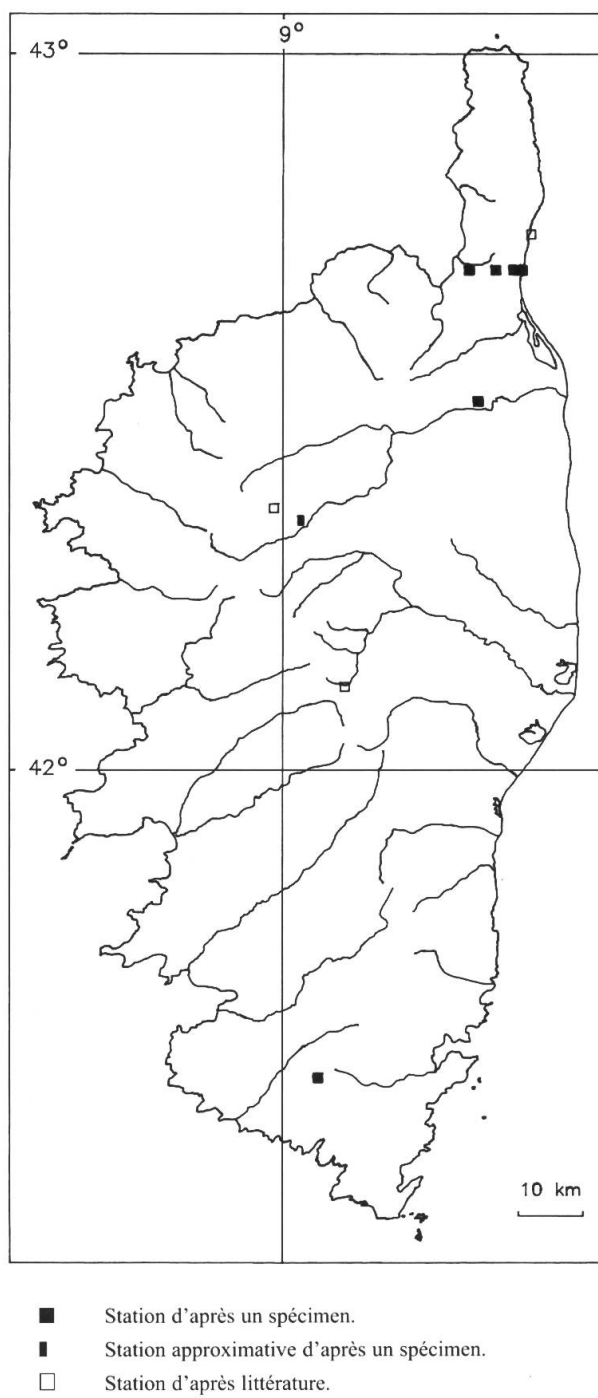 9°
43°
42°
10 km
Station d'après un spécimen.
Station approximative d'après un spécimen.
Station d'après littérature.